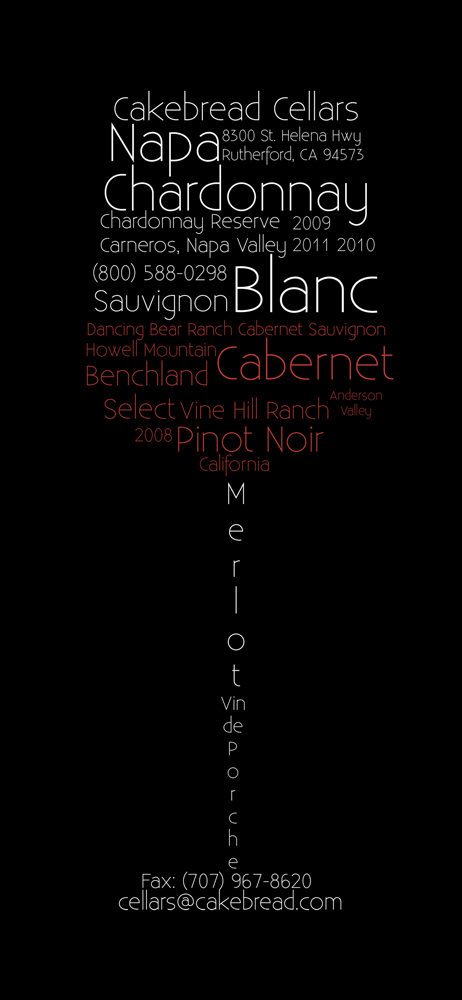 Cakebread Cellars
Napa
8300 St. Helena Hwy
Rutherford, CA 94573
Chardonnay
Chardonnay Reserve 2009
Carneros, Napa Valley 2011 2010
(800) 588-0298
Sauvignon Blanc
Dancing Bear Ranch Cabernet Sauvignon
Howell Mountain
Benchland
Cabernet
Select Vine Hill Ranch
Anderson
Valley
2008 Pinot Noir
California
M
e
r
l
o
t
Vin
de
P
o
r
c
h
e
Fax: (707) 967-8620
cellars@cakebread.com